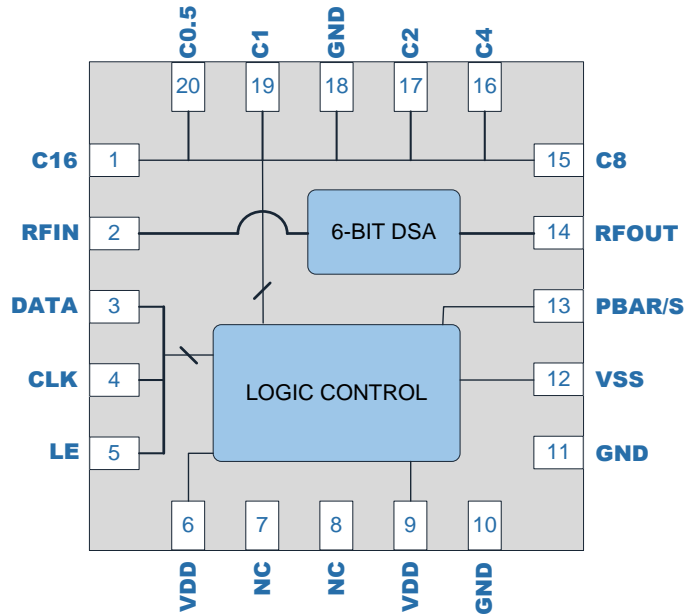 C0.5
C1
GND
C2
C4
20
19
18
17
16
C16
1
15
C8
RFIN
2
6-BIT DSA
14
RFOUT
DATA
3
13
PBAR/S
CLK
4
LOGIC CONTROL
12
VSS
LE
5
11
GND
6
7
8
9
10
VDD
NC
NC
VDD
GND